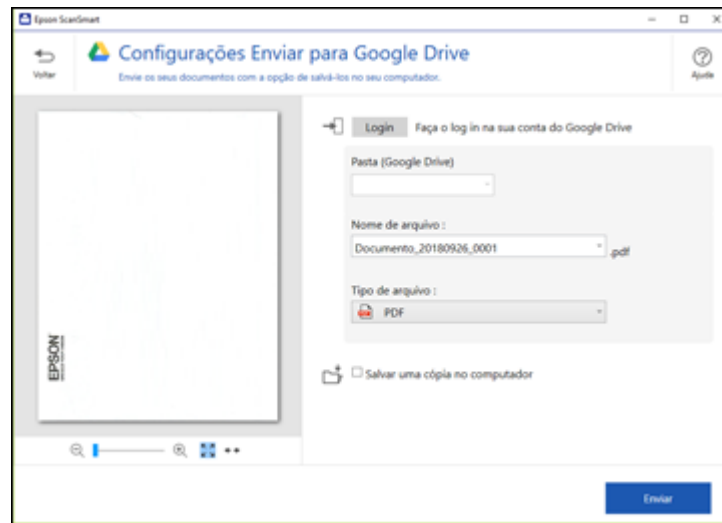 Epson ScanSmart
Voltar
Configurações Enviar para Google Drive
Envie os seus documentos com a opção de salvá-los no seu computador.
Ajuda
Login Faça o log in na sua conta do Google Drive
Pasta (Google Drive)
Nome de arquivo :
Documento_20180926_0001 .pdf
Tipo de arquivo :
PDF
EPSON
Salvar uma cópia no computador
Enviar